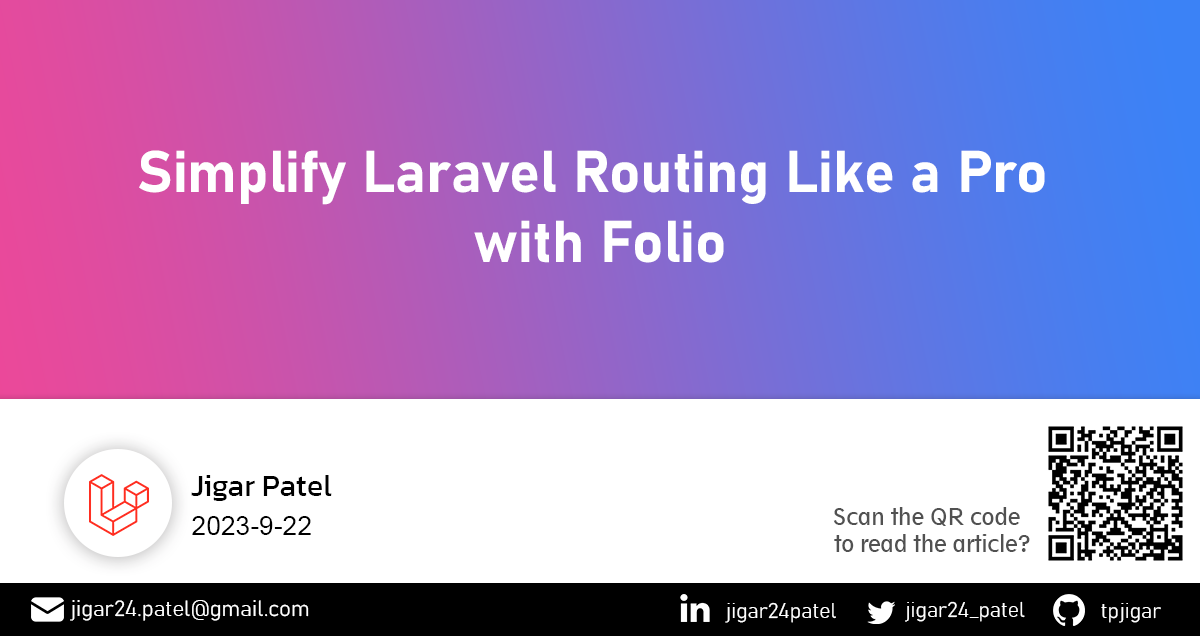 Simplify Laravel Routing Like a Pro
with Folio
Jigar Patel
2023-9-22
Scan the QR code
to read the article?
jigar24.patel@gmail.com
jigar24patel
jigar24_patel
tpjigar